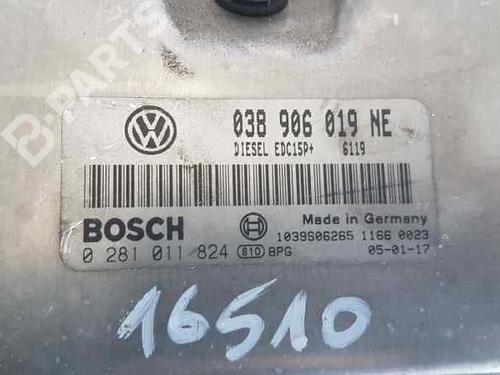 B-PARTS
VW
038 906 019 NE
DIESEL EDC15P+ 6119
BOSCH
Made in Germany
1039S06265 1166 0023
0 281 011 824 810 BPG 05-01-17
16510